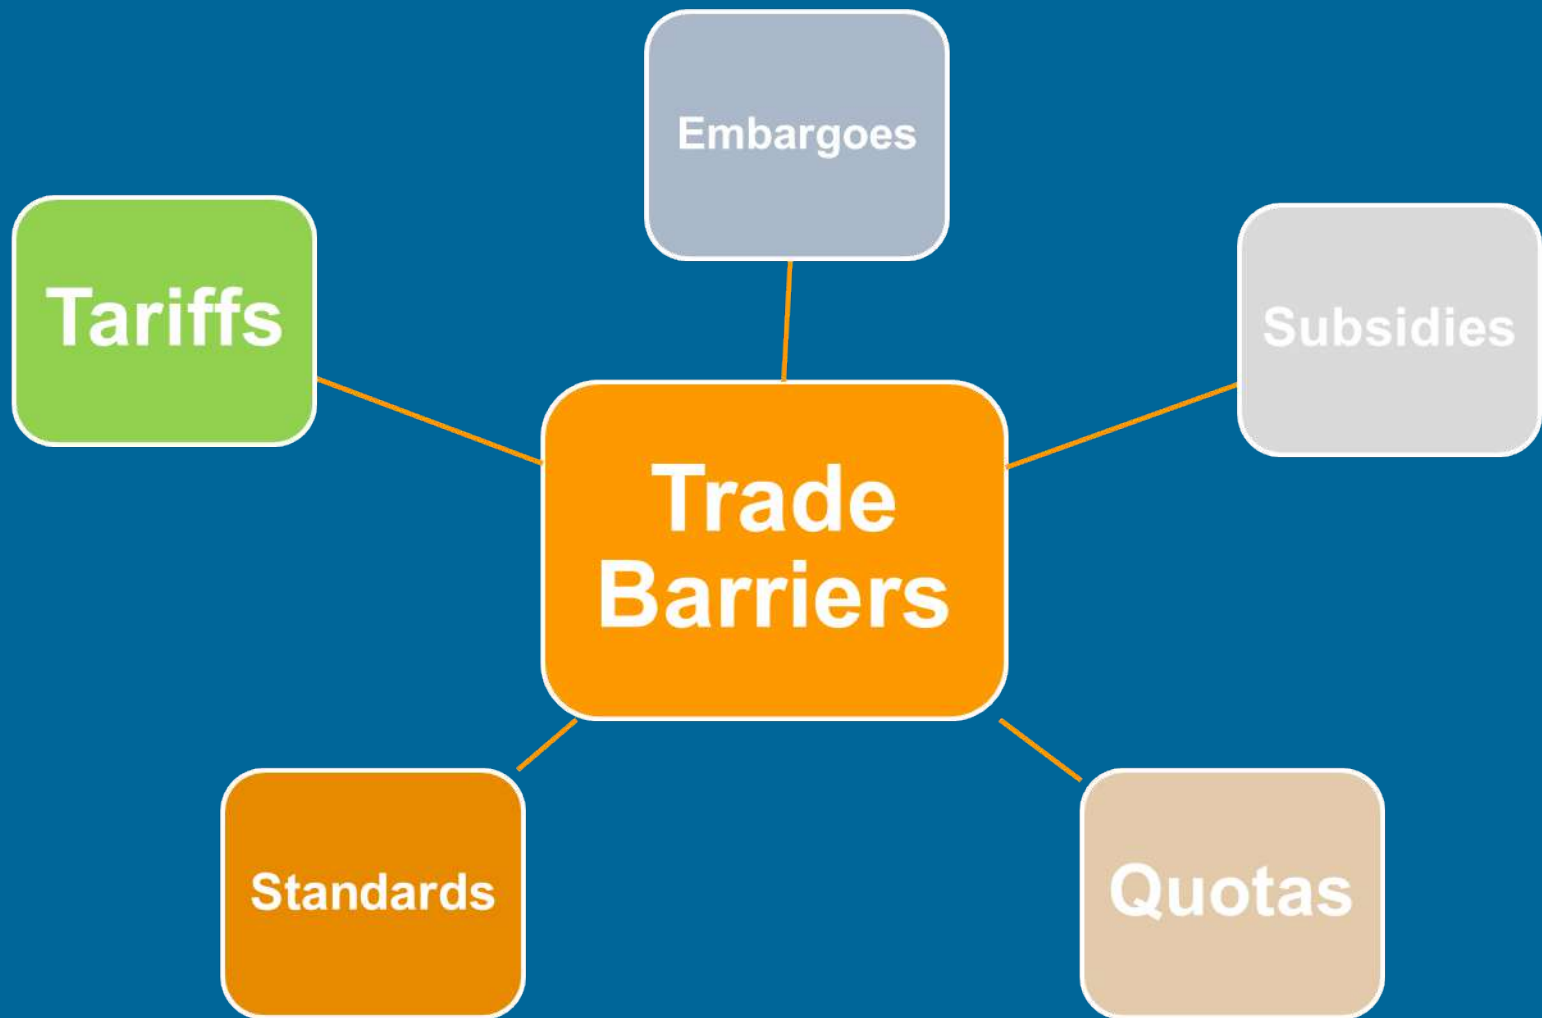 Embargoes
Tariffs
Subsidies
Trade
Barriers
Standards
Quotas